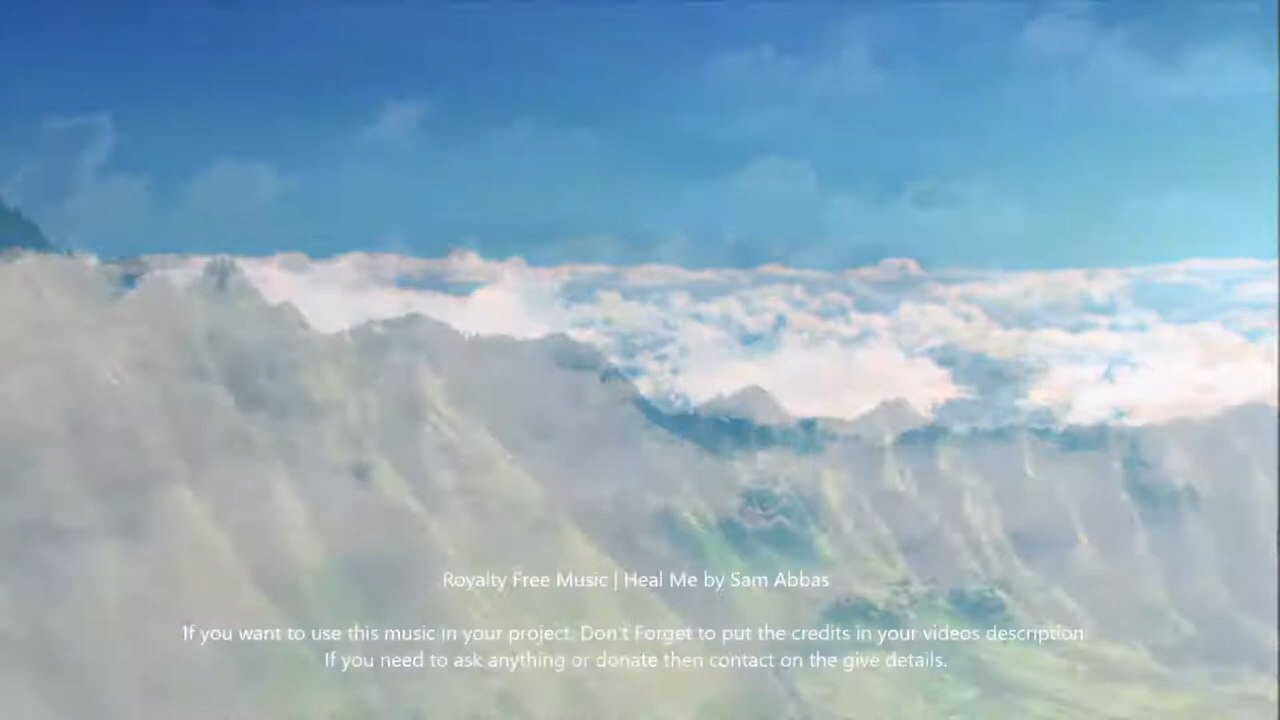 Royalty Free Music | Heal Me by Sam Abbas
If you want to use this music in your project. Don't Forget to put the credits in your videos description
If you need to ask anything or donate then contact on the give details.